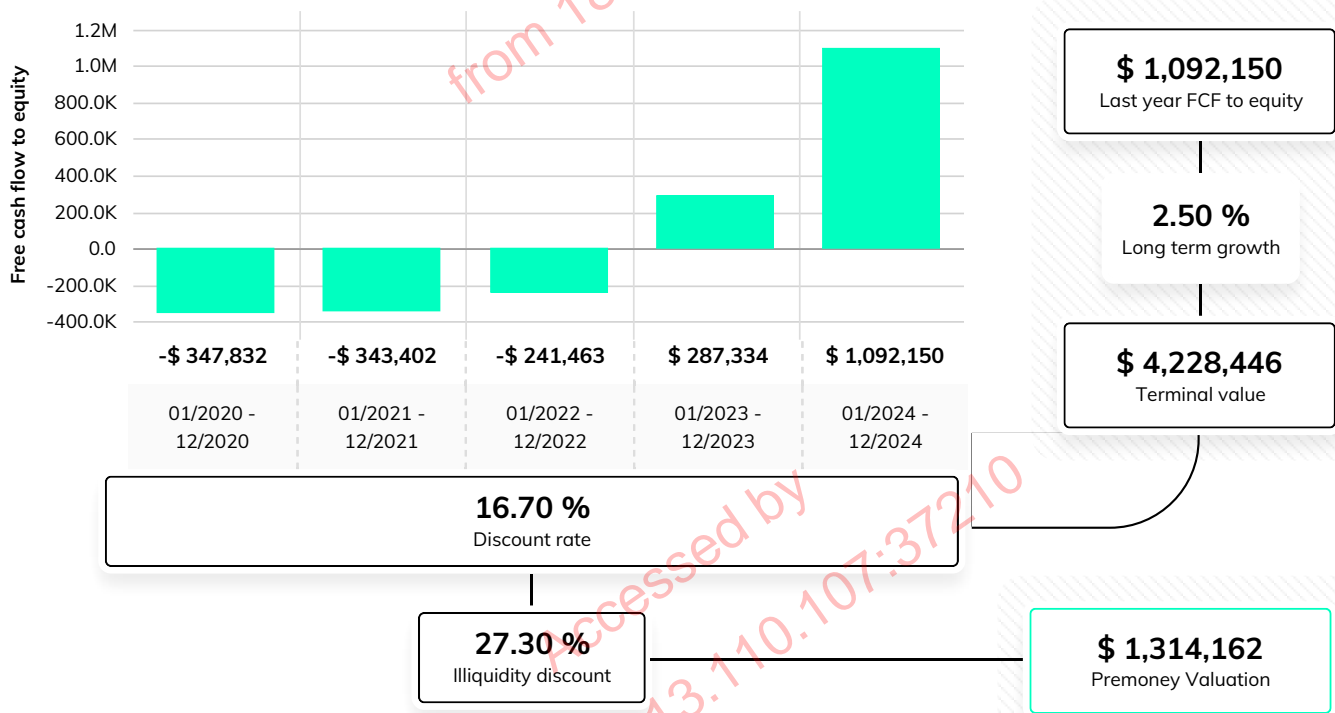 Free cash flow to equity
1.2M
1.0M
800.0K
600.0K
400.0K
200.0K
0.0
-200.0K
-400.0K
-$ 347,832
-$ 343,402
-$ 241,463
$ 287,334
$ 1,092,150
01/2020 -
12/2020
01/2021 -
12/2021
01/2022 -
12/2022
01/2023 -
12/2023
01/2024 -
12/2024
$ 1,092,150
Last year FCF to equity
2.50 %
Long term growth
$ 4,228,446
Terminal value
16.70 %
Discount rate
27.30 %
Illiquidity discount
$ 1,314,162
Premoney Valuation
Accessed by
from
13.110.107:37210